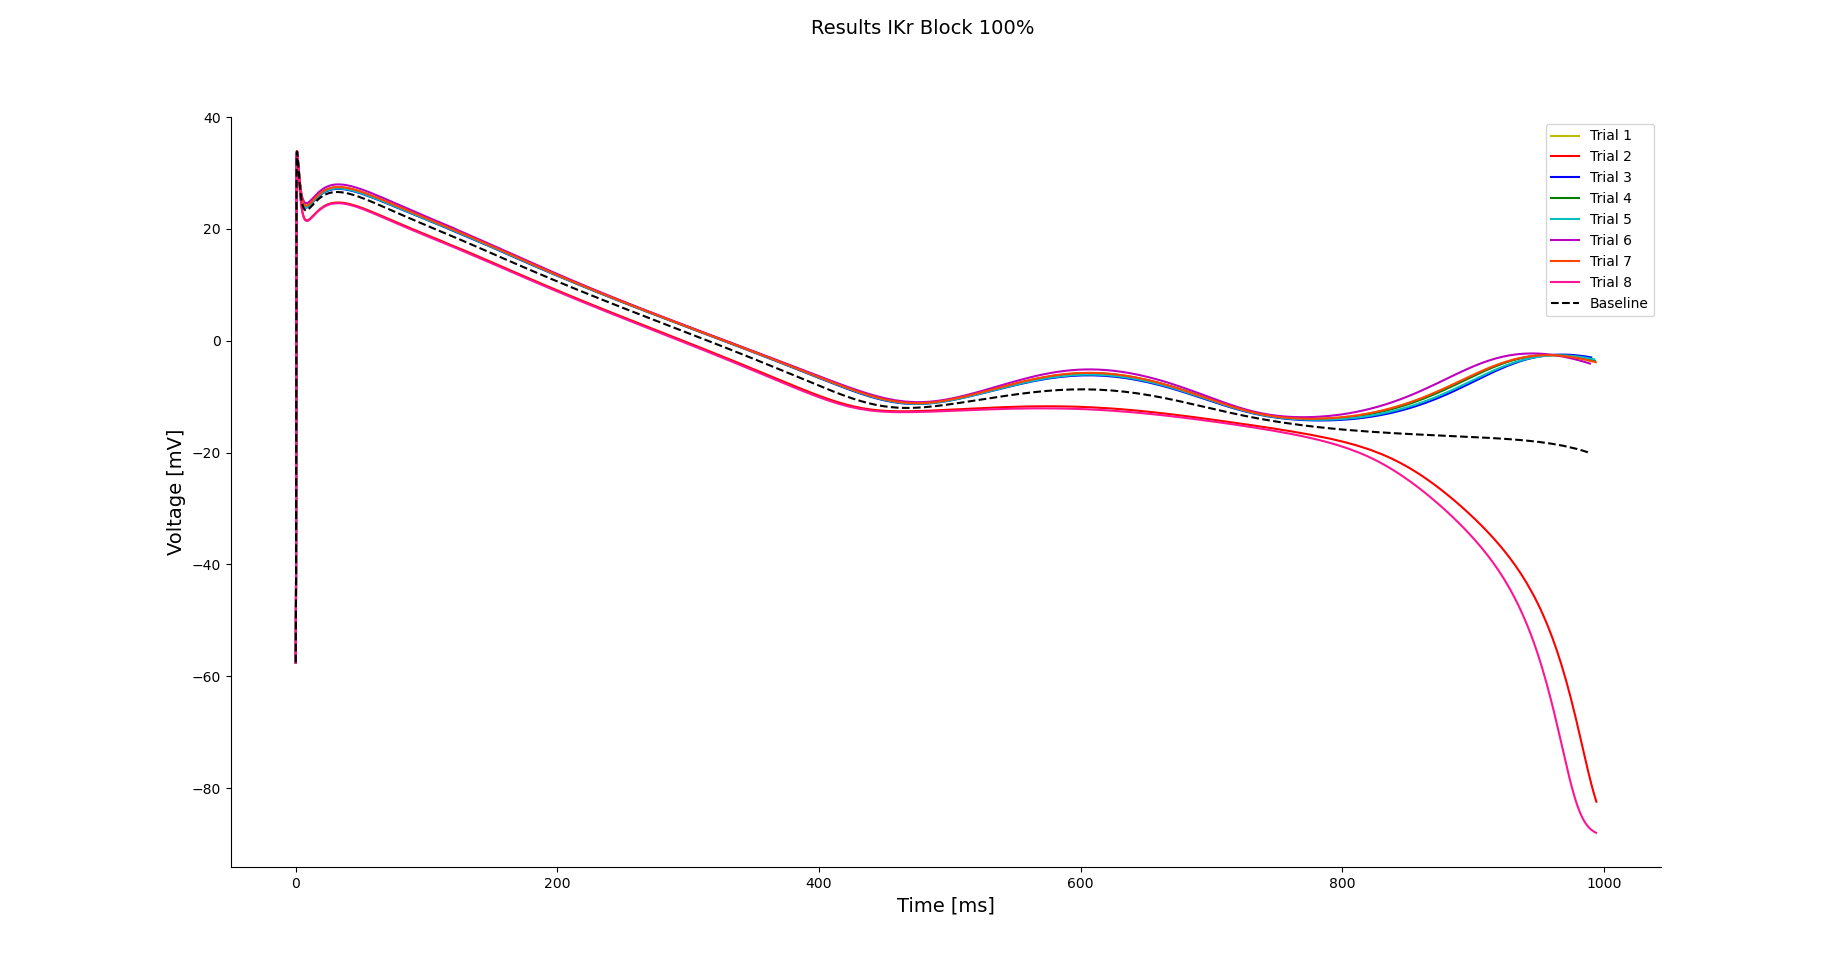 Results IKr Block 100%
40
20
0
−20
−40
−60
−80
Voltage [mV]
0 200 400 600 800 1000
Time [ms]
Trial 1
Trial 2
Trial 3
Trial 4
Trial 5
Trial 6
Trial 7
Trial 8
Baseline